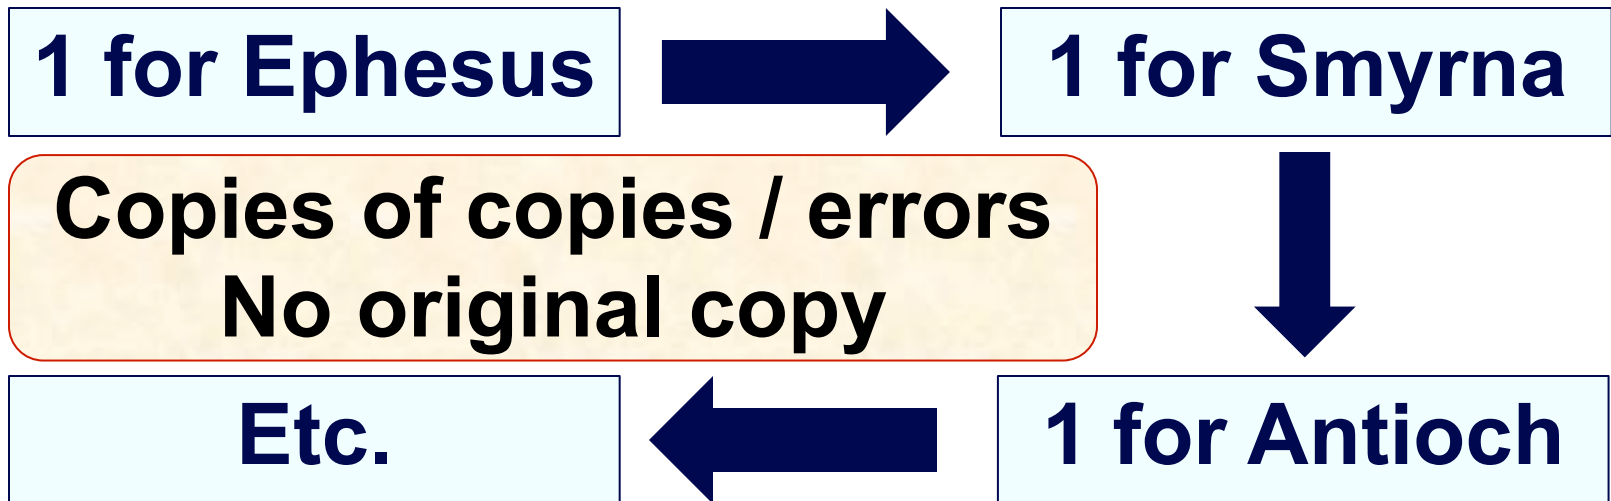 1 for Ephesus
1 for Smyrna
Copies of copies / errors
No original copy
Etc.
1 for Antioch